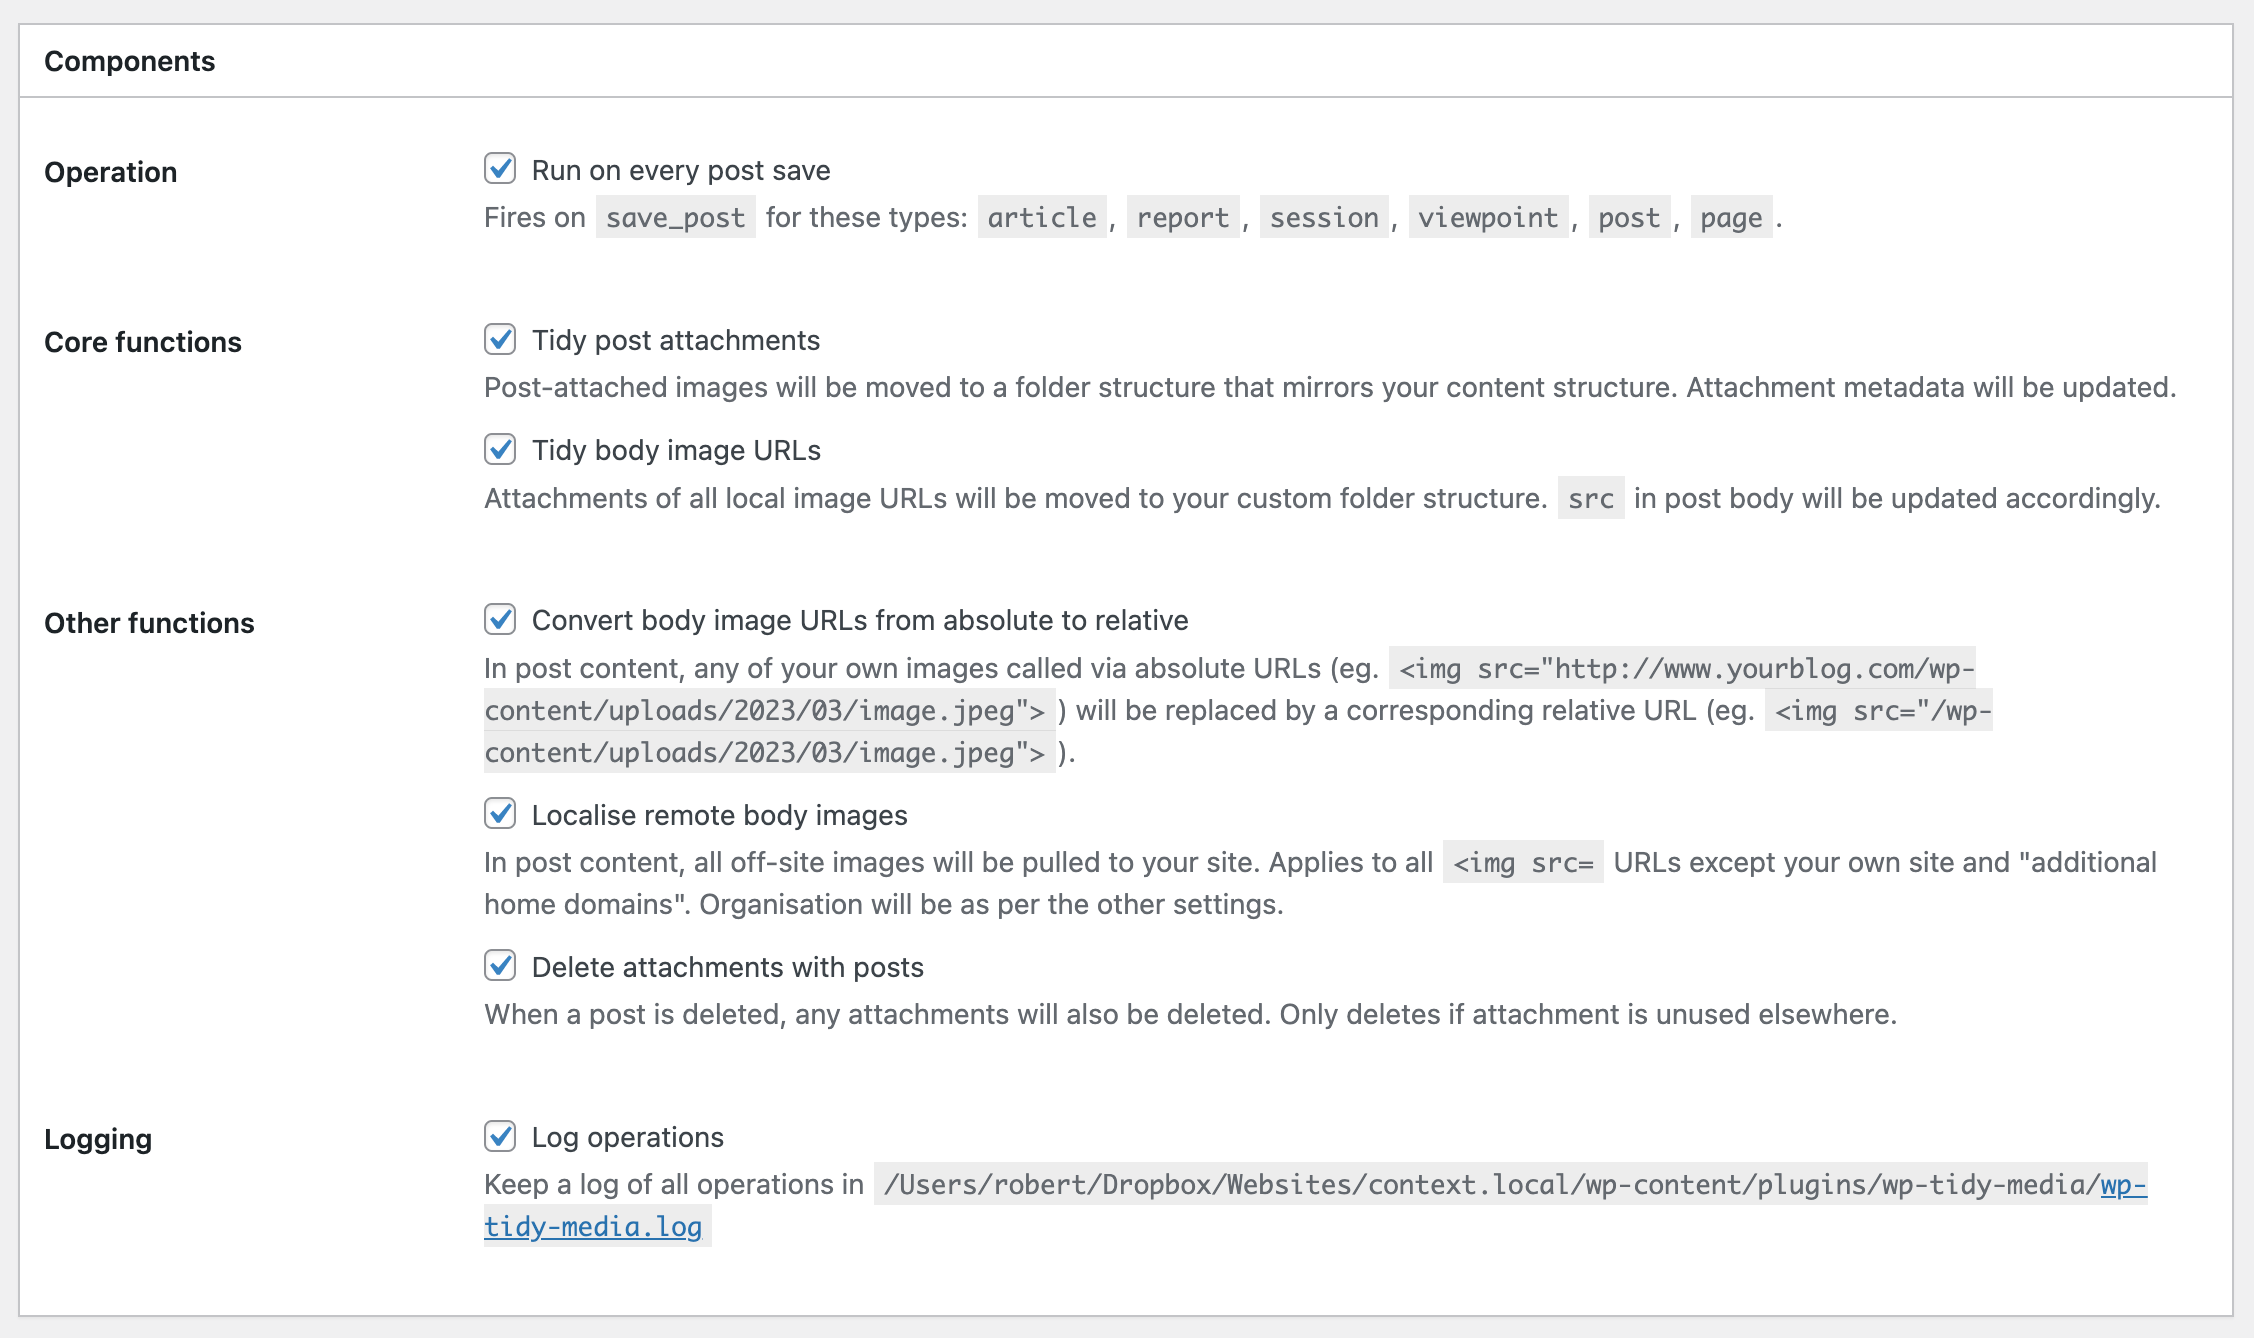 Components
Operation
Run on every post save
Fires on save_post for these types: article, report, session, viewpoint, post, page.
Core functions
Tidy post attachments
Post-attached images will be moved to a folder structure that mirrors your content structure. Attachment metadata will be updated.
Tidy body image URLs
Attachments of all local image URLs will be moved to your custom folder structure. src in post body will be updated accordingly.
Other functions
Convert body image URLs from absolute to relative
In post content, any of your own images called via absolute URLs (eg. <img src="http://www.yourblog.com/wp-
content/uploads/2023/03/image.jpeg">) will be replaced by a corresponding relative URL (eg. <img src="/wp-
content/uploads/2023/03/image.jpeg">).
Localise remote body images
In post content, all off-site images will be pulled to your site. Applies to all <img src= URLs except your own site and "additional
home domains". Organisation will be as per the other settings.
Delete attachments with posts
When a post is deleted, any attachments will also be deleted. Only deletes if attachment is unused elsewhere.
Logging
Log operations
Keep a log of all operations in /Users/robert/Dropbox/Websites/context.local/wp-content/plugins/wp-tidy-media/wp-
tidy-media.log